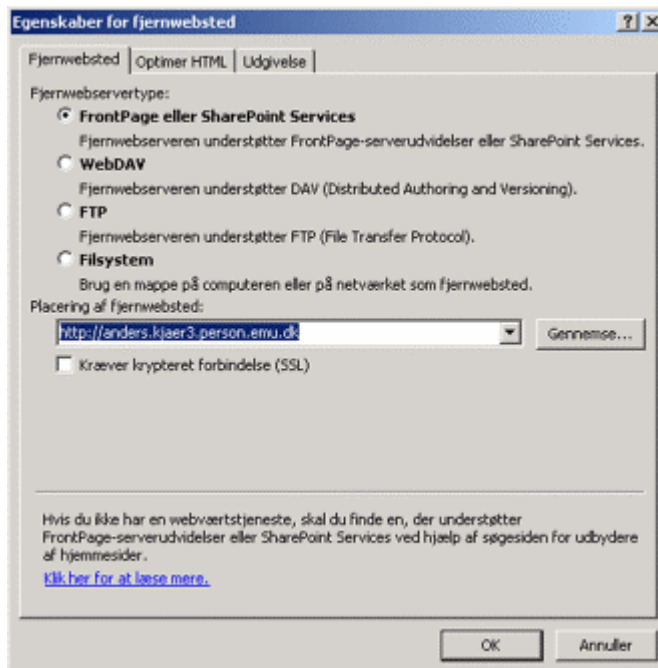 Egenskaber for fjernwebsted
Fjernwebsted Optimer HTML Udgivelse
Fjernwebservertype:
FrontPage eller SharePoint Services
Fjernwebserveren understøtter FrontPage-serverudvidelser eller SharePoint Services.
WebDAV
Fjernwebserveren understøtter DAV (Distributed Authoring and Versioning).
FTP
Fjernwebserveren understøtter FTP (File Transfer Protocol).
Filsystem
Brug en mappe på computeren eller på netværket som fjernwebsted.
Placering af fjernwebsted:
http://anders.kjaer3.person.emu.dk Gennemse...
Kræver krypteret forbindelse (SSL)
Hvis du ikke har en webværtstjeneste, skal du finde en, der understøtter
FrontPage-serverudvidelser eller SharePoint Services ved hjælp af søgesiden for udbydere
af hjemmesider.
Klik her for at læse mere.
OK Annuller